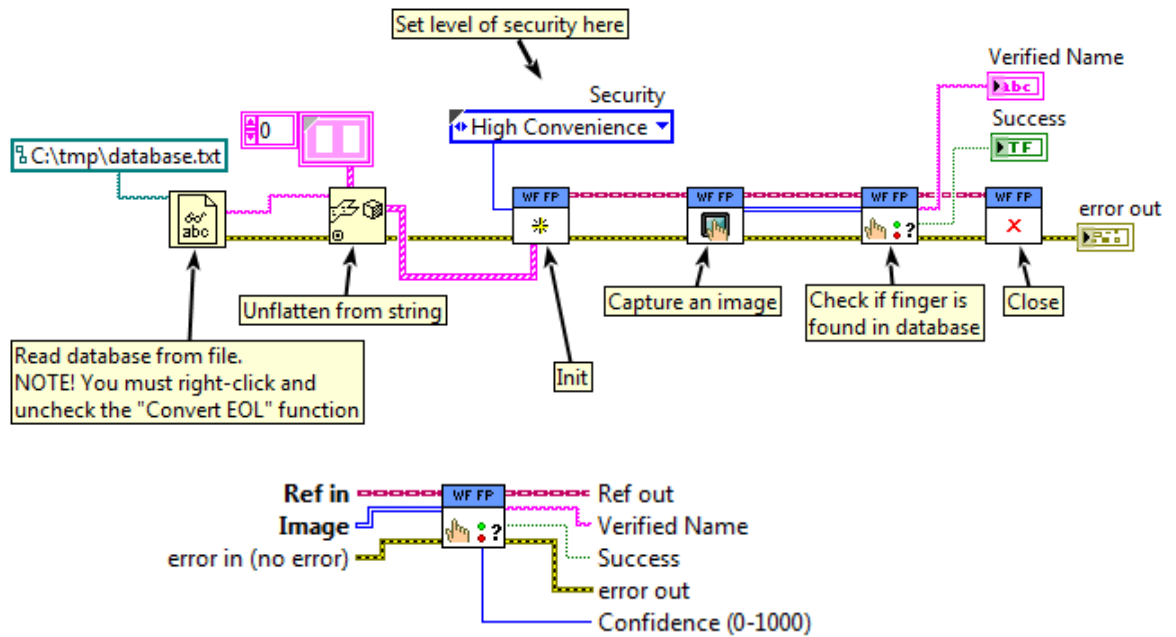 Set level of security here
Verified Name
abc
Security
High Convenience
Success
TF
0
C:\tmp\database.txt
abc
WF FP
WF FP
WF FP
?
WF FP
error out
Unflatten from string
Capture an image
Check if finger is
found in database
Close
Read database from file.
NOTE! You must right-click and
uncheck the "Convert EOL" function
Init
Ref in
WF FP
Ref out
Image
?
Verified Name
error in (no error)
Success
error out
Confidence (0-1000)